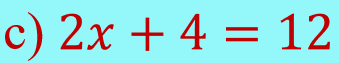 c) 2x + 4 = 12